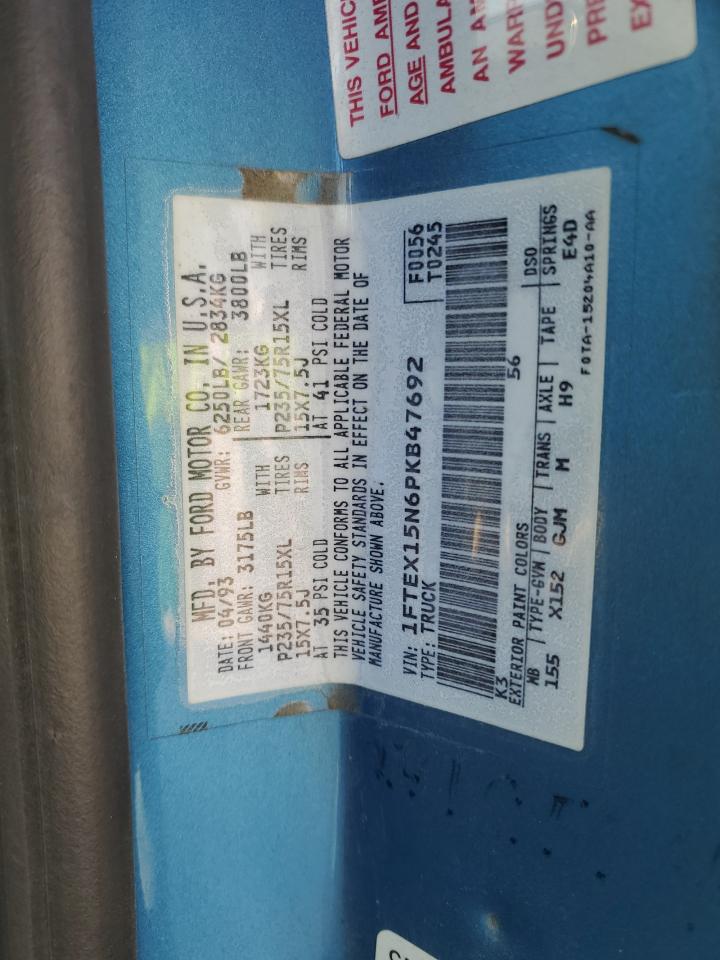 THIS VEHIC
FORD AM
AGE AND
AMBULA
AN AM
WARR
UND
PRE
EX
MFD. BY FORD MOTOR CO. IN U.S.A.
DATE: 04/93 GVWR: 6250LB/ 2834KG
FRONT GAWR: 3175LB REAR GAWR: 3800LB
1440KG WITH 1723KG WITH
P235/75R15XL TIRES P235/75R15XL TIRES
15X7.5J RIMS 15X7.5J RIMS
AT 35 PSI COLD AT 41 PSI COLD
THIS VEHICLE CONFORMS TO ALL APPLICABLE FEDERAL MOTOR
VEHICLE SAFETY STANDARDS IN EFFECT ON THE DATE OF
MANUFACTURE SHOWN ABOVE.
VIN: 1FTEX15N6PKB47692 F0056
TYPE: TRUCK T0245
K3 56
EXTERIOR PAINT COLORS DSO
WB TYPE-GVW BODY TRANS AXLE TAPE SPRINGS
155 X152 GJM M H9 E4D
F0TA-15204A10-AA